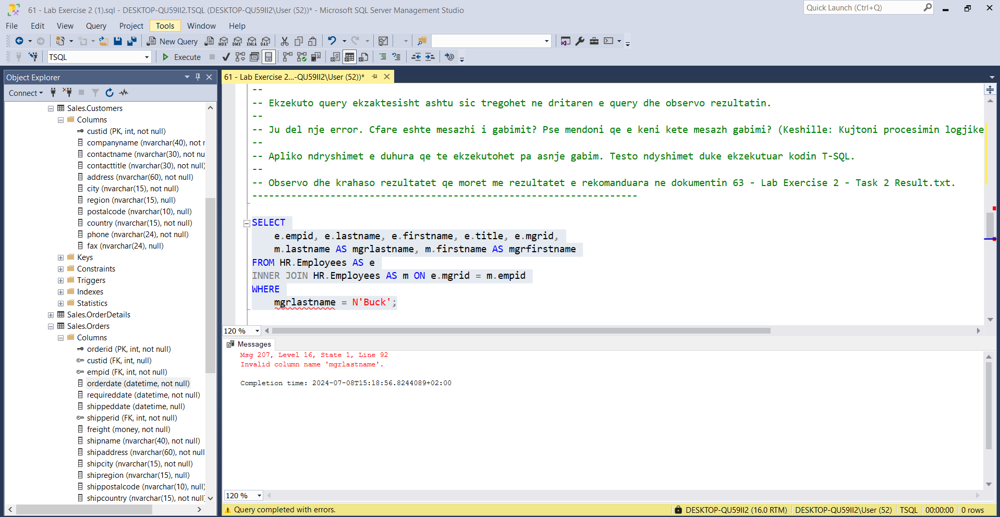 61 - Lab Exercise 2 (1).sql - DESKTOP-QU59II2.TSQL (DESKTOP-QU59II2\User (52))* - Microsoft SQL Server Management Studio
Quick Launch (Ctrl+Q)
File Edit View Query Project Tools Window Help
New Query
MDX DMX XMLA DAX
TSQL
Execute
Object Explorer
61 - Lab Exercise 2...-QU59II2\User (52))*
Connect
Sales.Customers
Columns
custid (PK, int, not null)
companyname (nvarchar(40), not r
contactname (nvarchar(30), not nu
contacttitle (nvarchar(30), not null)
address (nvarchar(60), not null)
city (nvarchar(15), not null)
region (nvarchar(15), null)
postalcode (nvarchar(10), null)
country (nvarchar(15), not null)
phone (nvarchar(24), not null)
fax (nvarchar(24), null)
Keys
Constraints
Triggers
Indexes
Statistics
Sales.OrderDetails
Sales.Orders
Columns
orderid (PK, int, not null)
custid (FK, int, null)
empid (FK, int, not null)
orderdate (datetime, not null)
requireddate (datetime, not null)
shippeddate (datetime, null)
shipperid (FK, int, not null)
freight (money, not null)
shipname (nvarchar(40), not null)
shipaddress (nvarchar(60), not null
shipcity (nvarchar(15), not null)
shipregion (nvarchar(15), null)
shippostalcode (nvarchar(10), null)
shipcountry (nvarchar(15), not null)
--
-- Ekzekuto query ekzaktesisht ashtu sic tregohet ne dritaren e query dhe observo rezultatin.
--
-- Ju del nje error. Cfare eshte mesazhi i gabimit? Pse mendoni qe e keni kete mesazh gabimi? (Keshille: Kujtoni procesimin logjike
--
-- Apliko ndryshimet e duhura qe te ekzekutohet pa asnje gabim. Testo ndyshimet duke ekzekutuar kodin T-SQL.
--
-- Observo dhe krahaso rezultatet qe moret me rezultatet e rekomanduara ne dokumentin 63 - Lab Exercise 2 - Task 2 Result.txt.
---------------------------------------------------------------------
SELECT
e.empid, e.lastname, e.firstname, e.title, e.mgrid,
m.lastname AS mgrlastname, m.firstname AS mgrfirstname
FROM HR.Employees AS e
INNER JOIN HR.Employees AS m ON e.mgrid = m.empid
WHERE
mgrlastname = N'Buck';
120 %
Messages
Msg 207, Level 16, State 1, Line 92
Invalid column name 'mgrlastname'.
Completion time: 2024-07-08T15:18:56.8244089+02:00
120 %
Query completed with errors.
DESKTOP-QU59II2 (16.0 RTM) DESKTOP-QU59II2\User (52) TSQL 00:00:00 0 rows